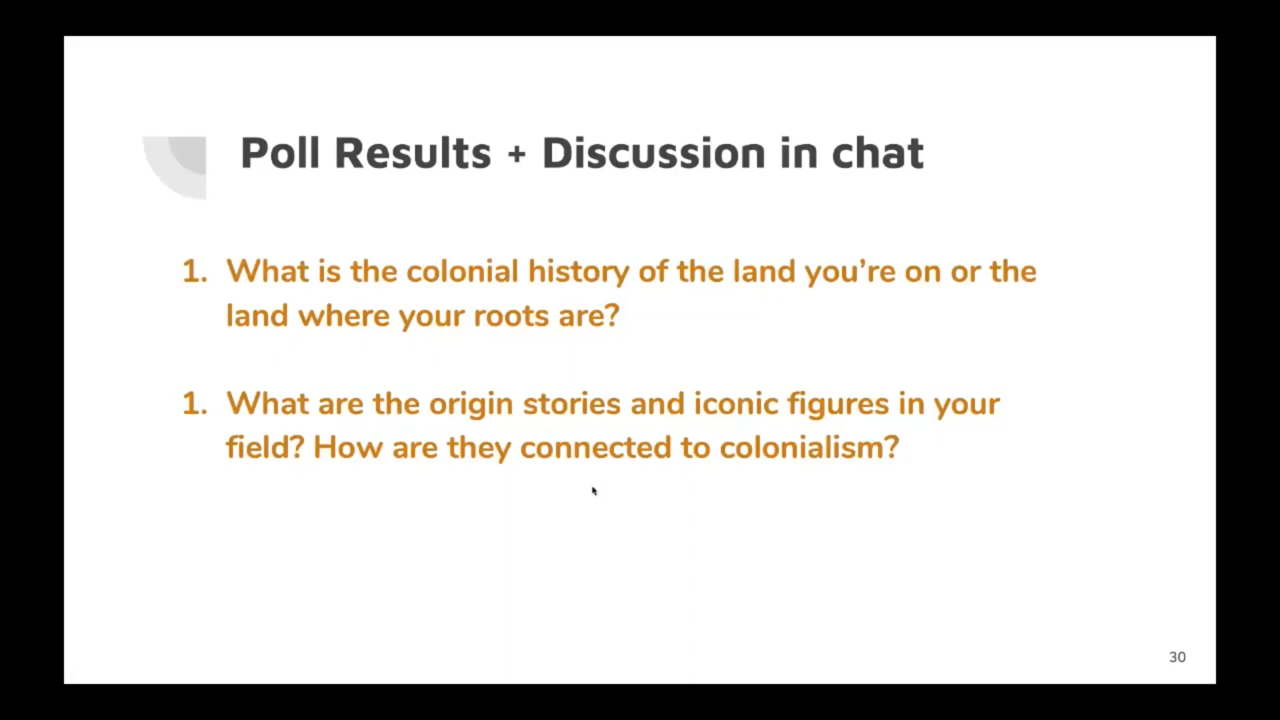 Poll Results + Discussion in chat
1. What is the colonial history of the land you’re on or the
land where your roots are?
1. What are the origin stories and iconic figures in your
field? How are they connected to colonialism?
30